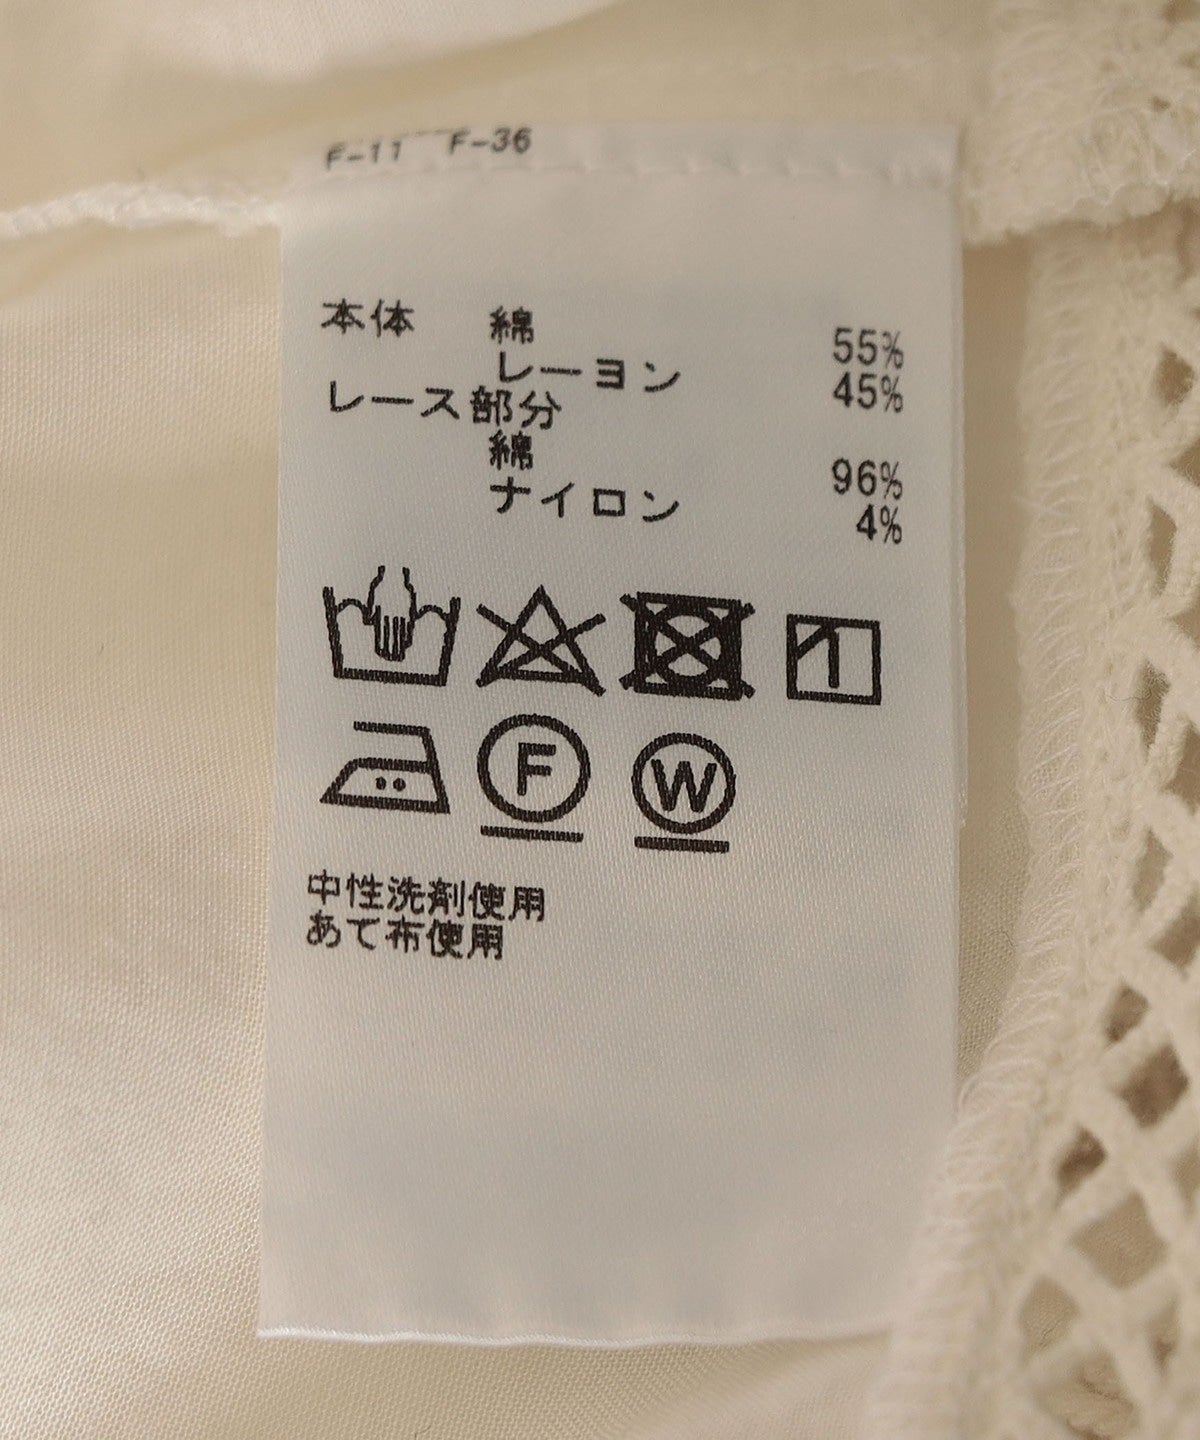 F-11 F-36
本体 綿 55%
レーヨン 45%
レース部分
綿 96%
ナイロン 4%
F W
中性洗剤使用
あて布使用